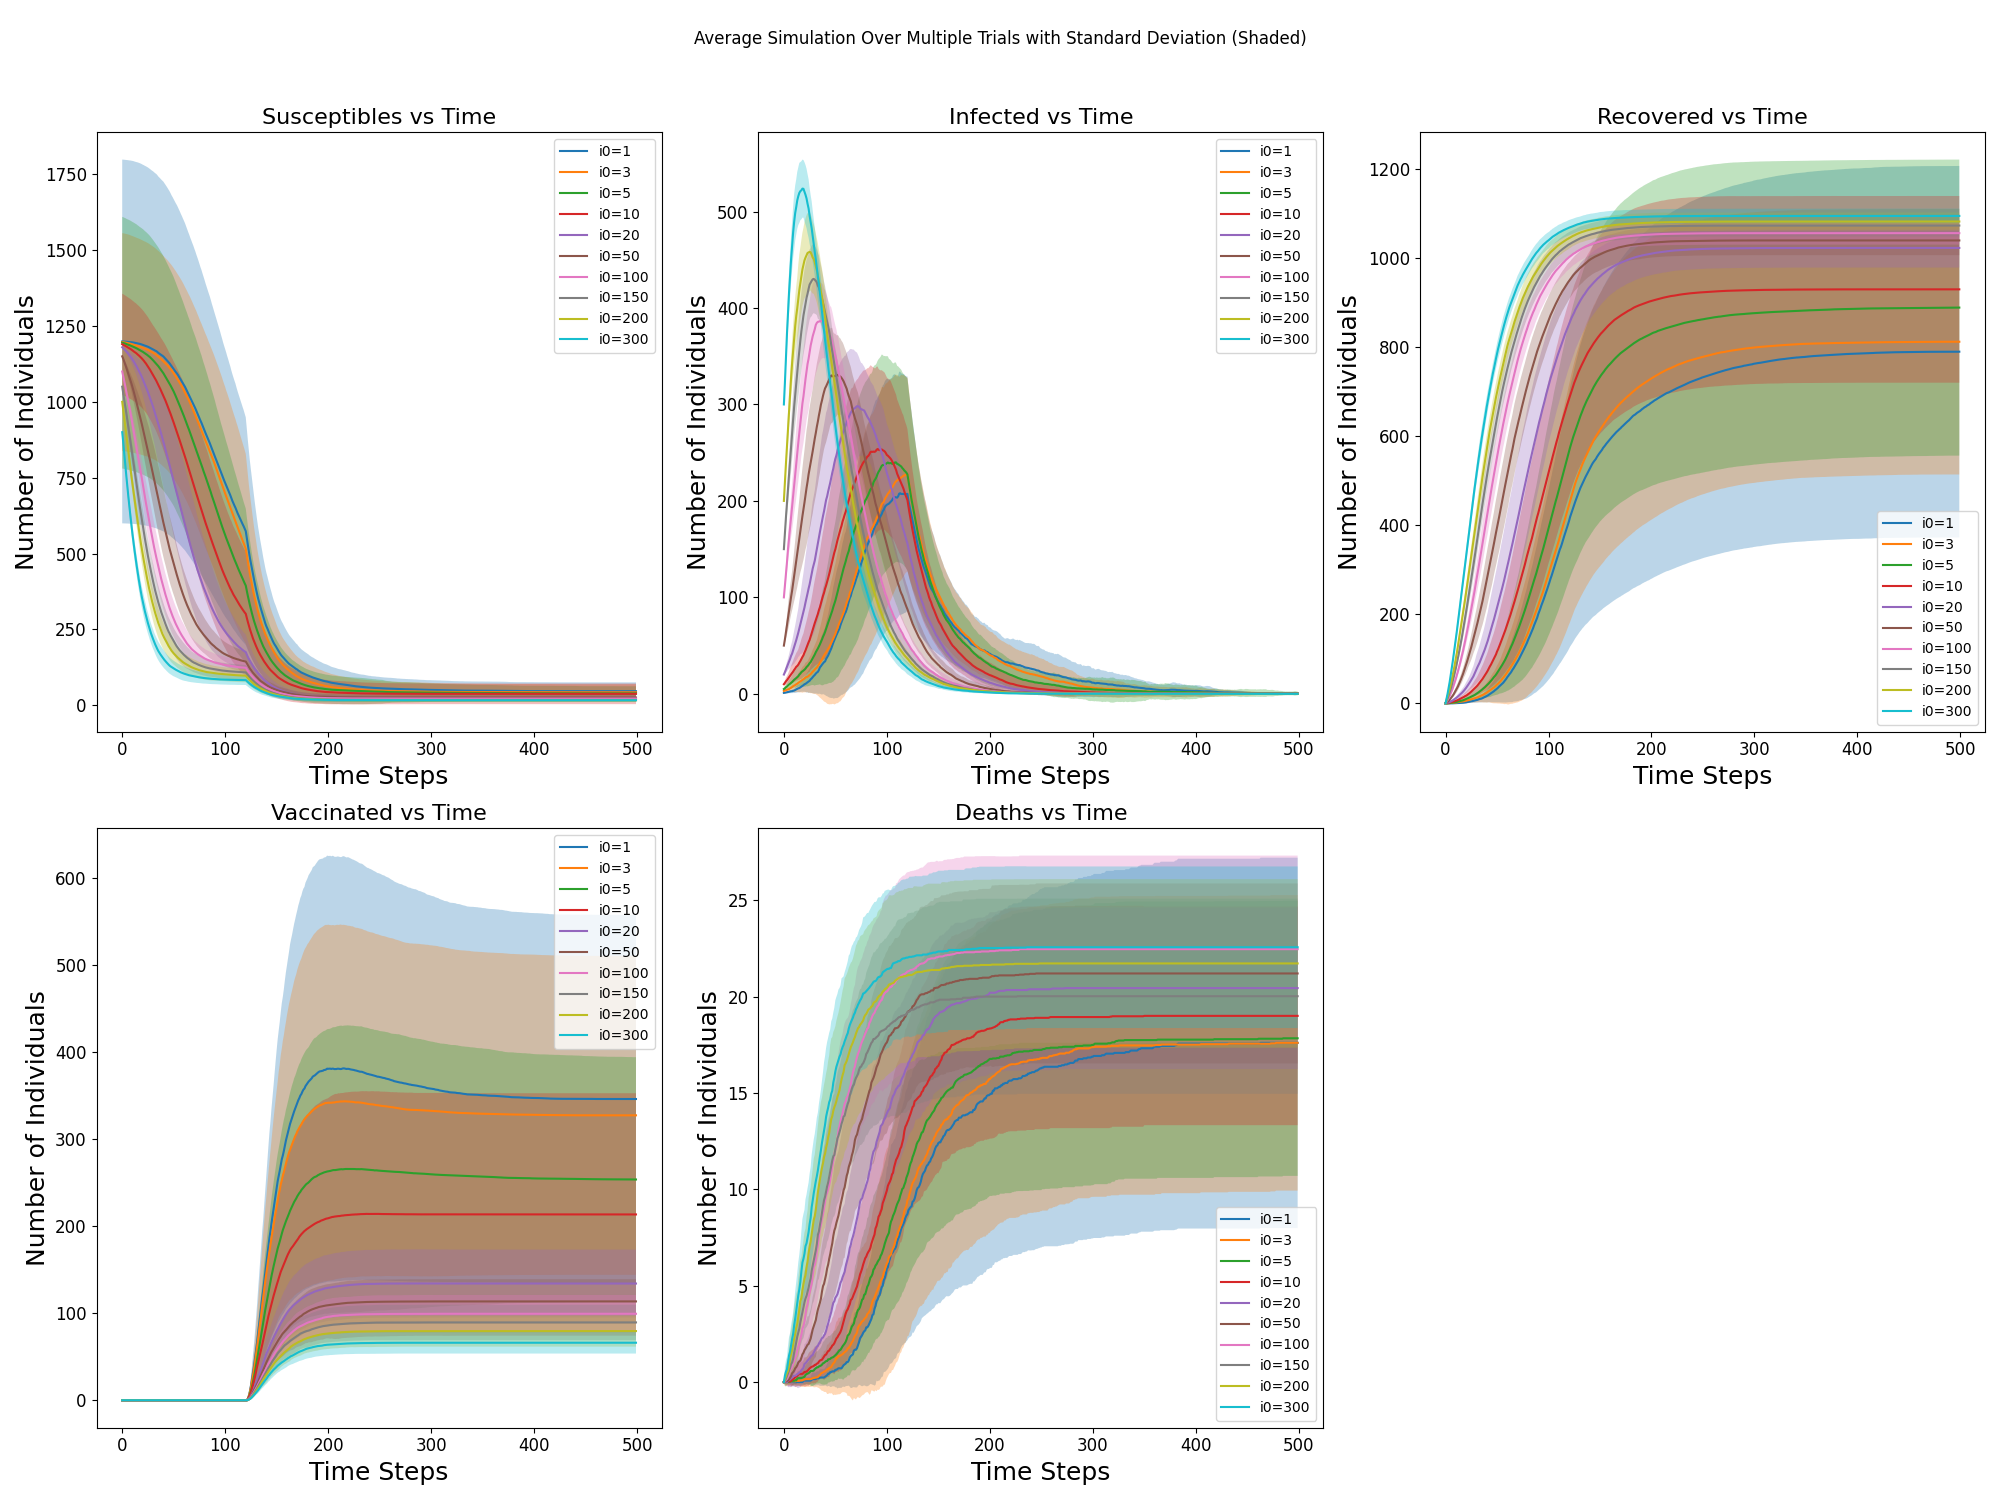 Average Simulation Over Multiple Trials with Standard Deviation (Shaded)
Susceptibles vs Time
Number of Individuals
1750
1500
1250
1000
750
500
250
0
0 100 200 300 400 500
Time Steps
i0=1
i0=3
i0=5
i0=10
i0=20
i0=50
i0=100
i0=150
i0=200
i0=300
Infected vs Time
Number of Individuals
500
400
300
200
100
0
0 100 200 300 400 500
Time Steps
i0=1
i0=3
i0=5
i0=10
i0=20
i0=50
i0=100
i0=150
i0=200
i0=300
Recovered vs Time
Number of Individuals
1200
1000
800
600
400
200
0
0 100 200 300 400 500
Time Steps
i0=1
i0=3
i0=5
i0=10
i0=20
i0=50
i0=100
i0=150
i0=200
i0=300
Vaccinated vs Time
Number of Individuals
600
500
400
300
200
100
0
0 100 200 300 400 500
Time Steps
i0=1
i0=3
i0=5
i0=10
i0=20
i0=50
i0=100
i0=150
i0=200
i0=300
Deaths vs Time
Number of Individuals
25
20
15
10
5
0
0 100 200 300 400 500
Time Steps
i0=1
i0=3
i0=5
i0=10
i0=20
i0=50
i0=100
i0=150
i0=200
i0=300